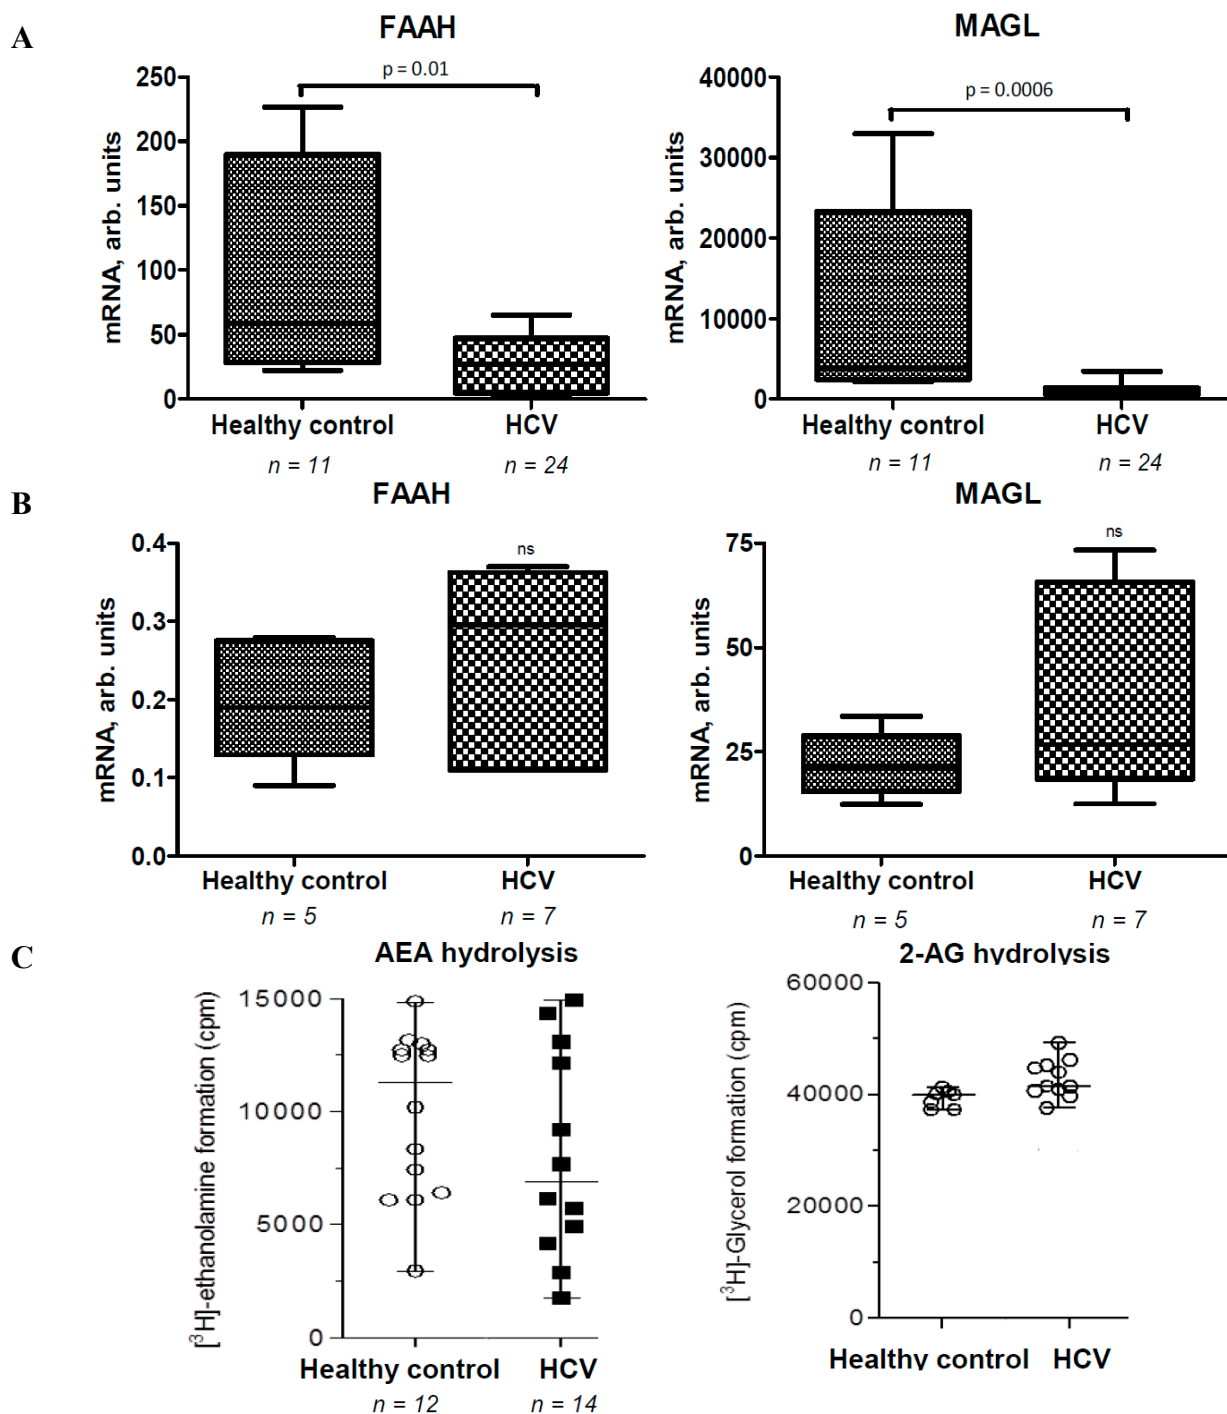 A
FAAH
MAGL
p = 0.01
p = 0.0006
mRNA, arb. units
250
200
150
100
50
0
mRNA, arb. units
40000
30000
20000
10000
0
Healthy control
HCV
n = 11
n = 24
Healthy control
HCV
n = 11
n = 24
B
FAAH
MAGL
ns
ns
mRNA, arb. units
0.4
0.3
0.2
0.1
0.0
mRNA, arb. units
75
50
25
0
Healthy control
HCV
n = 5
n = 7
Healthy control
HCV
n = 5
n = 7
C
AEA hydrolysis
2-AG hydrolysis
[³H]-ethanolamine formation (cpm)
15000
10000
5000
0
[³H]-Glycerol formation (cpm)
60000
40000
20000
0
Healthy control
HCV
n = 12
n = 14
Healthy control
HCV